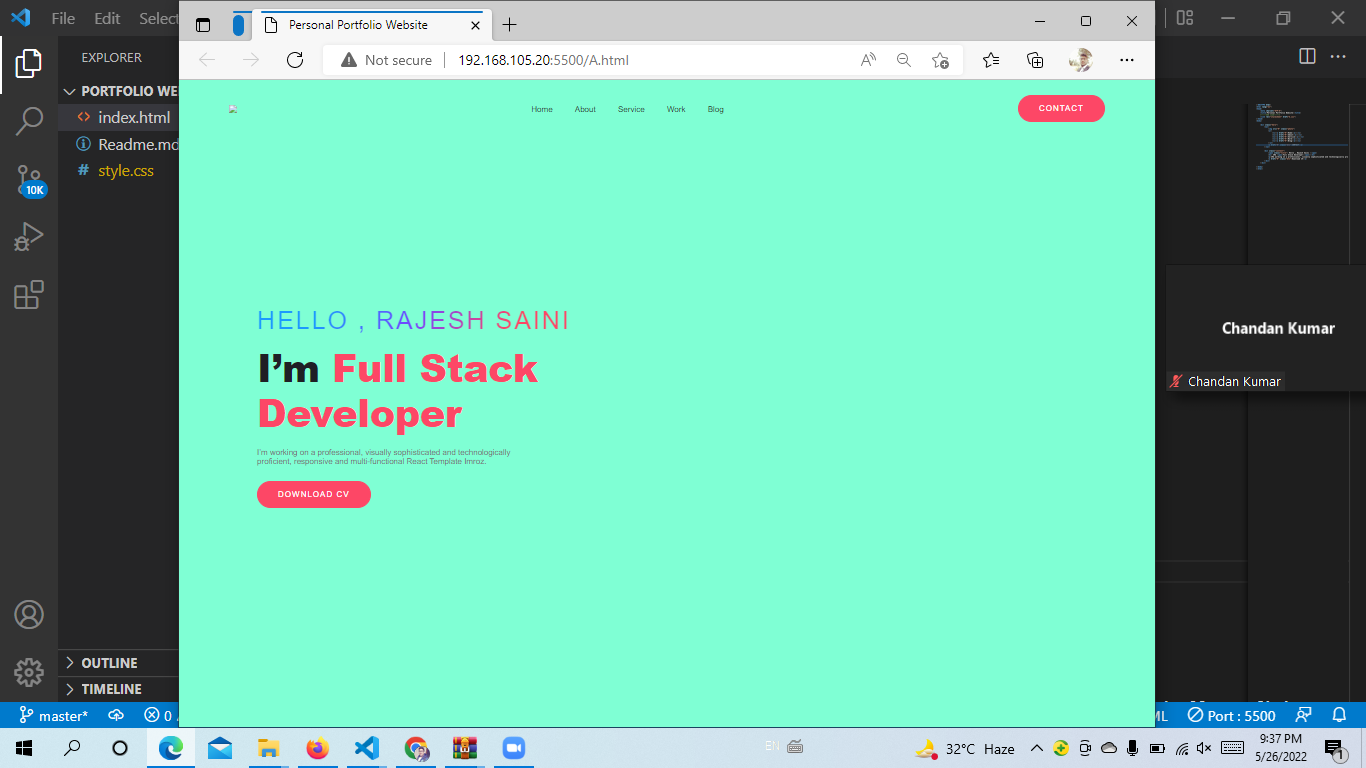 File Edit Selec
Personal Portfolio Website
Not secure 192.168.105.20:5500/A.html
EXPLORER
PORTFOLIO WE
index.html
Readme.md
style.css
10K
Home About Service Work Blog
CONTACT
HELLO , RAJESH SAINI
I’m Full Stack
Developer
I'm working on a professional, visually sophisticated and technologically
proficient, responsive and multi-functional React Template Imroz.
DOWNLOAD CV
Chandan Kumar
Chandan Kumar
OUTLINE
TIMELINE
master* 0
ML Port : 5500
EN
32°C Haze
9:37 PM
5/26/2022
1